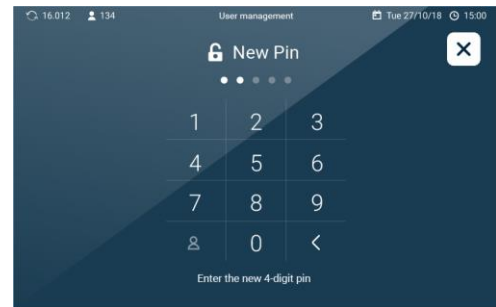 16.012 134 User management Tue 27/10/18 15:00
New Pin
1 2 3
4 5 6
7 8 9
0 <
Enter the new 4-digit pin